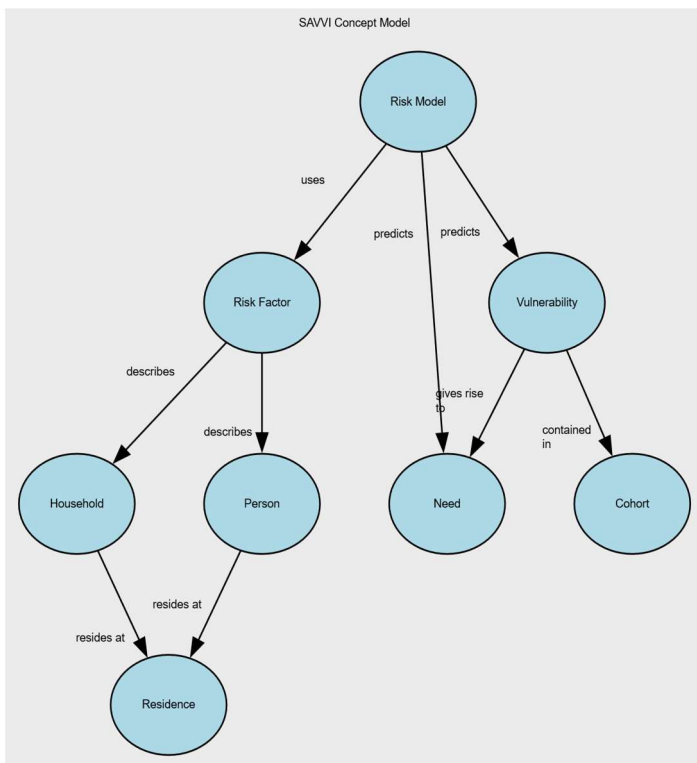 SAVVI Concept Model
Risk Model
uses
predicts
predicts
Risk Factor
Vulnerability
describes
describes
gives rise
to
contained
in
Household
Person
Need
Cohort
resides at
resides at
Residence